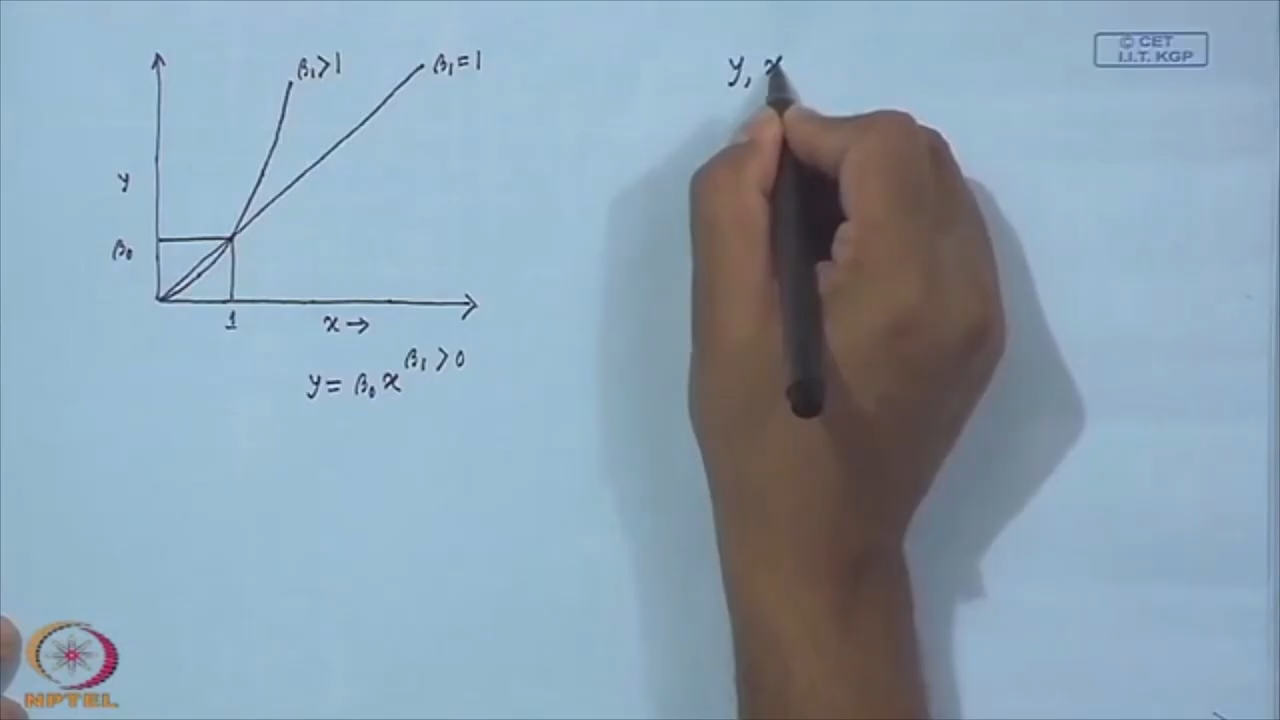 β₁>1
β₁=1
y
β₀
1
x→
y = β₀ x^β₁ > 0
y, x
© CET
I.I.T. KGP
NPTEL